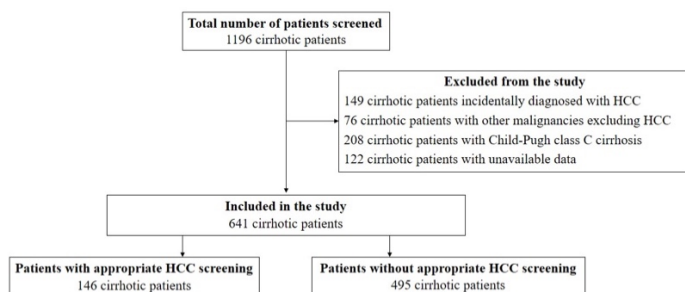 Total number of patients screened
1196 cirrhotic patients
Excluded from the study
149 cirrhotic patients incidentally diagnosed with HCC
76 cirrhotic patients with other malignancies excluding HCC
208 cirrhotic patients with Child-Pugh class C cirrhosis
122 cirrhotic patients with unavailable data
Included in the study
641 cirrhotic patients
Patients with appropriate HCC screening
146 cirrhotic patients
Patients without appropriate HCC screening
495 cirrhotic patients